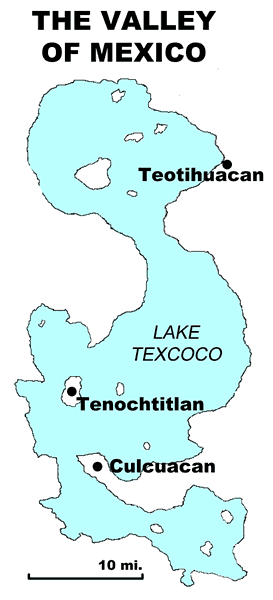 THE VALLEY
OF MEXICO
Teotihuacan
LAKE
TEXCOCO
Tenochtitlan
Culcuacan
10 mi.